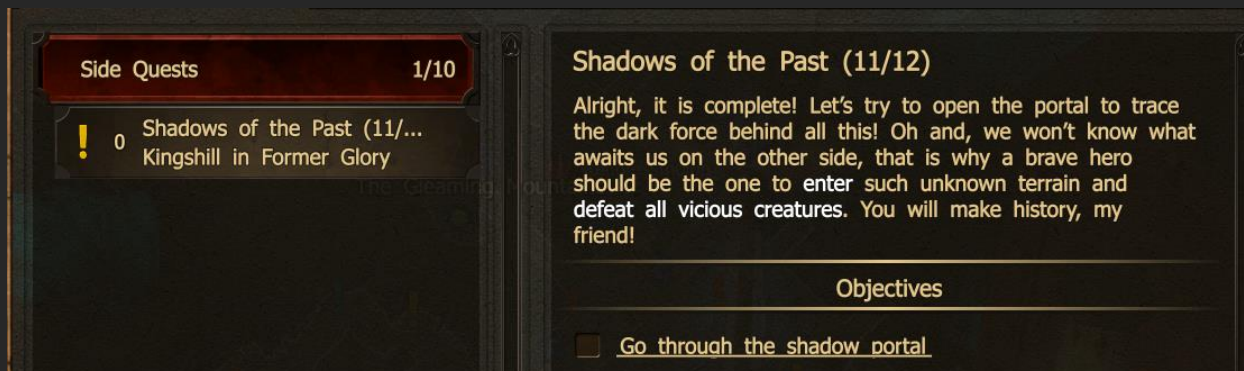 Side Quests 1/10
! 0 Shadows of the Past (11/...
Kingshill in Former Glory
The Gleaming Mount
Shadows of the Past (11/12)
Alright, it is complete! Let's try to open the portal to trace
the dark force behind all this! Oh and, we won't know what
awaits us on the other side, that is why a brave hero
should be the one to enter such unknown terrain and
defeat all vicious creatures. You will make history, my
friend!
Objectives
Go through the shadow portal